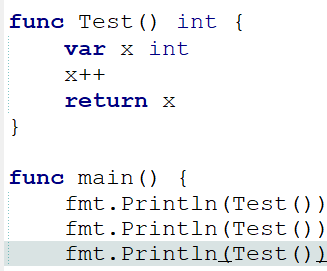 func Test() int {
    var x int
    x++
    return x
}

func main() {
    fmt.Println(Test())
    fmt.Println(Test())
    fmt.Println(Test())